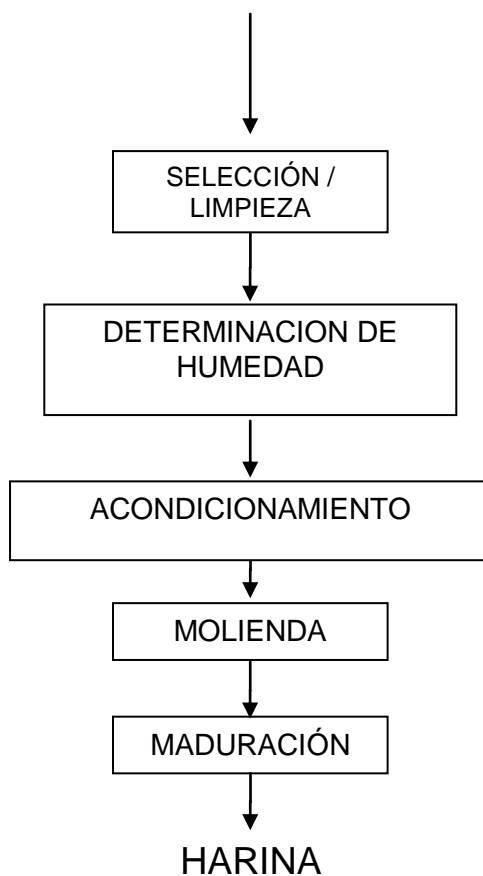 SELECCIÓN /
LIMPIEZA
DETERMINACION DE
HUMEDAD
ACONDICIONAMIENTO
MOLIENDA
MADURACIÓN
HARINA